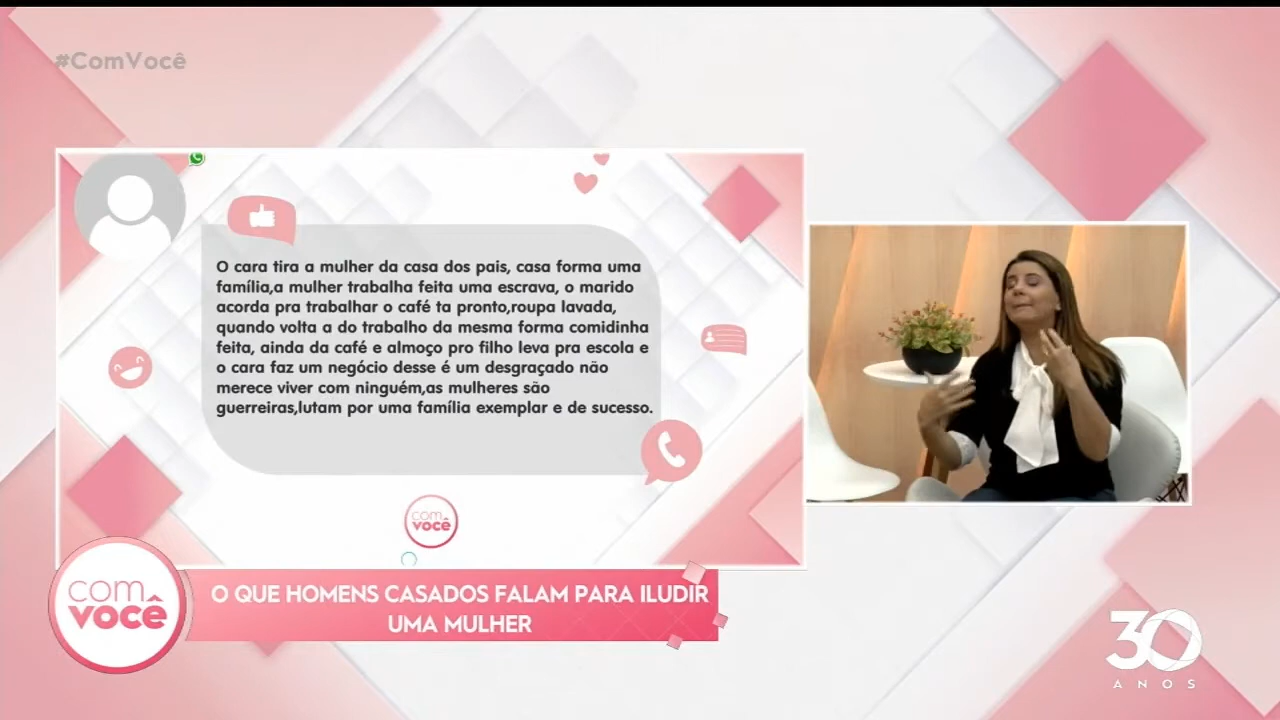 #ComVocê
O cara tira a mulher da casa dos pais, casa forma uma
família,a mulher trabalha feita uma escrava, o marido
acorda pra trabalhar o café ta pronto,roupa lavada,
quando volta a do trabalho da mesma forma comidinha
feita, ainda da café e almoço pro filho leva pra escola e
o cara faz um negócio desse é um desgraçado não
merece viver com ninguém,as mulheres são
guerreiras,lutam por uma família exemplar e de sucesso.
com
você
com
você
O QUE HOMENS CASADOS FALAM PARA ILUDIR
UMA MULHER
30
ANOS